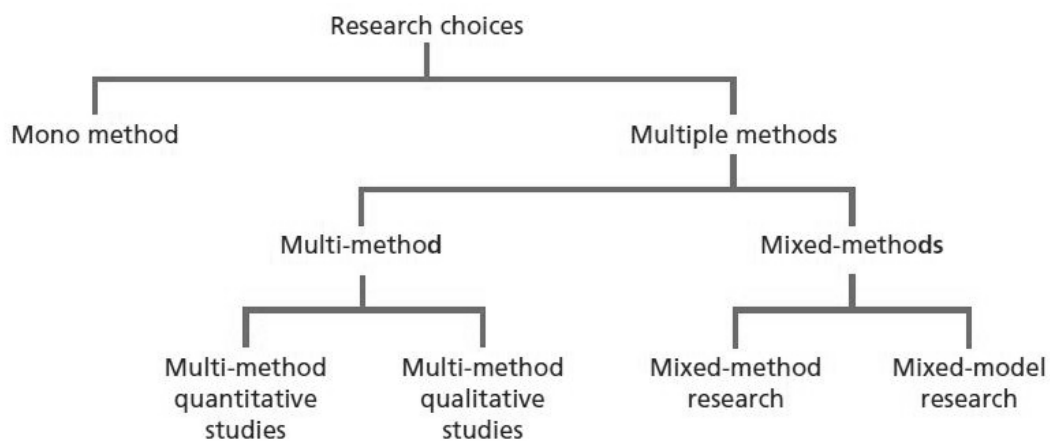 Research choices
Mono method
Multiple methods
Multi-method
Mixed-methods
Multi-method
quantitative
studies
Multi-method
qualitative
studies
Mixed-method
research
Mixed-model
research